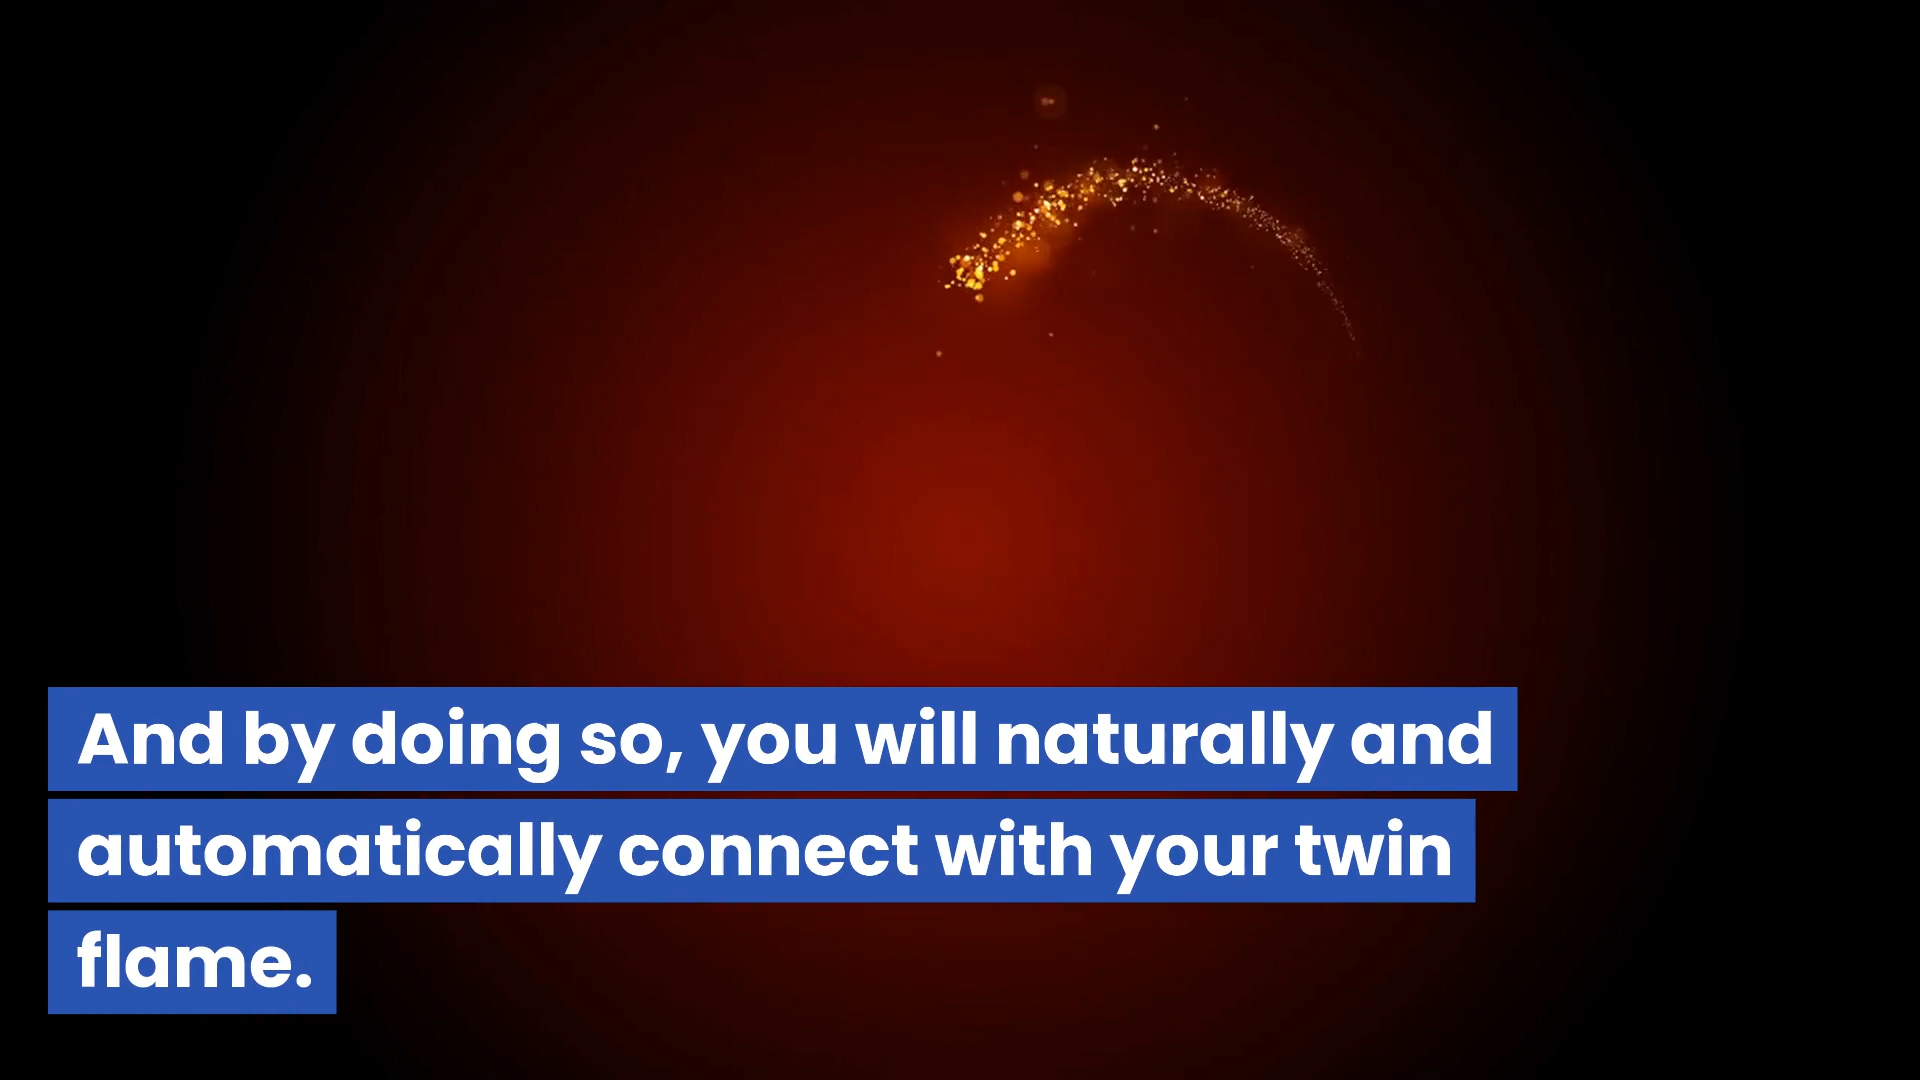 And by doing so, you will naturally and
automatically connect with your twin
flame.